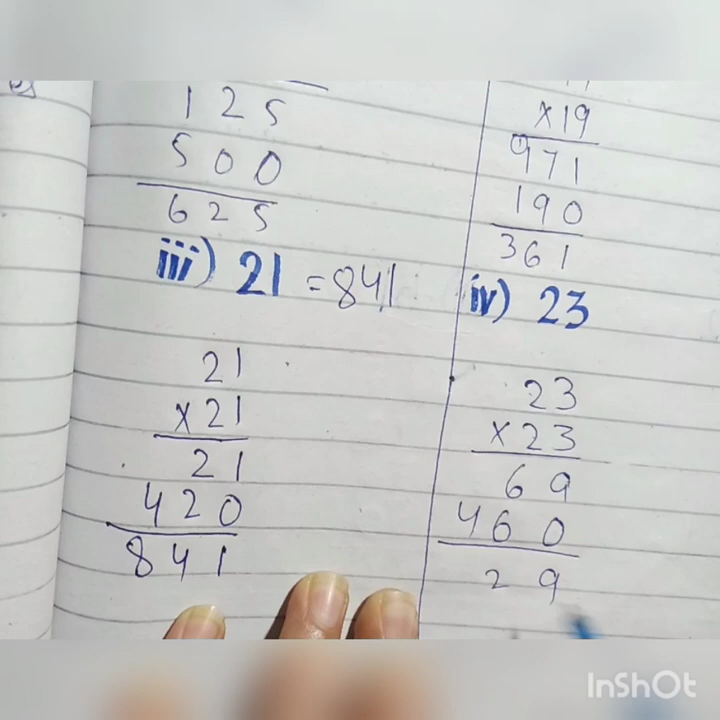 125
500
625
iii) 21 = 841
21
x 21
21
420
841
x19
971
190
361
iv) 23
23
x 23
69
460
29
InShOt